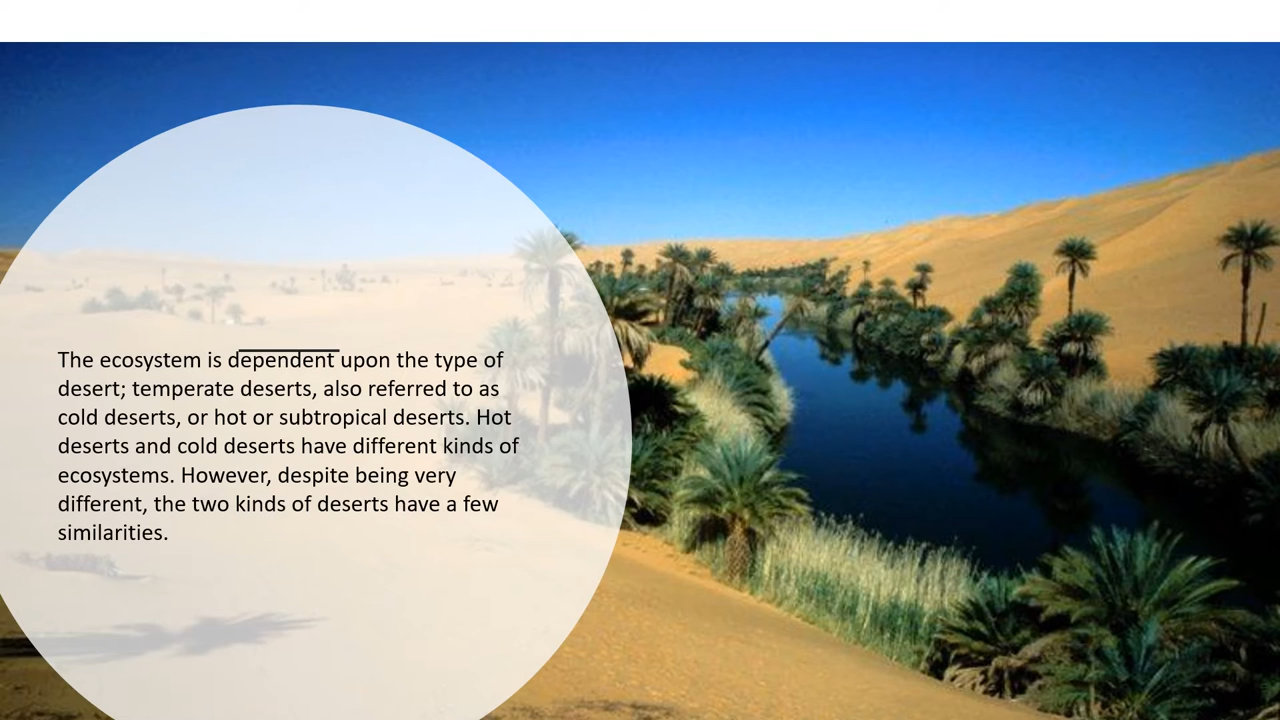 The ecosystem is dependent upon the type of
desert; temperate deserts, also referred to as
cold deserts, or hot or subtropical deserts. Hot
deserts and cold deserts have different kinds of
ecosystems. However, despite being very
different, the two kinds of deserts have a few
similarities.